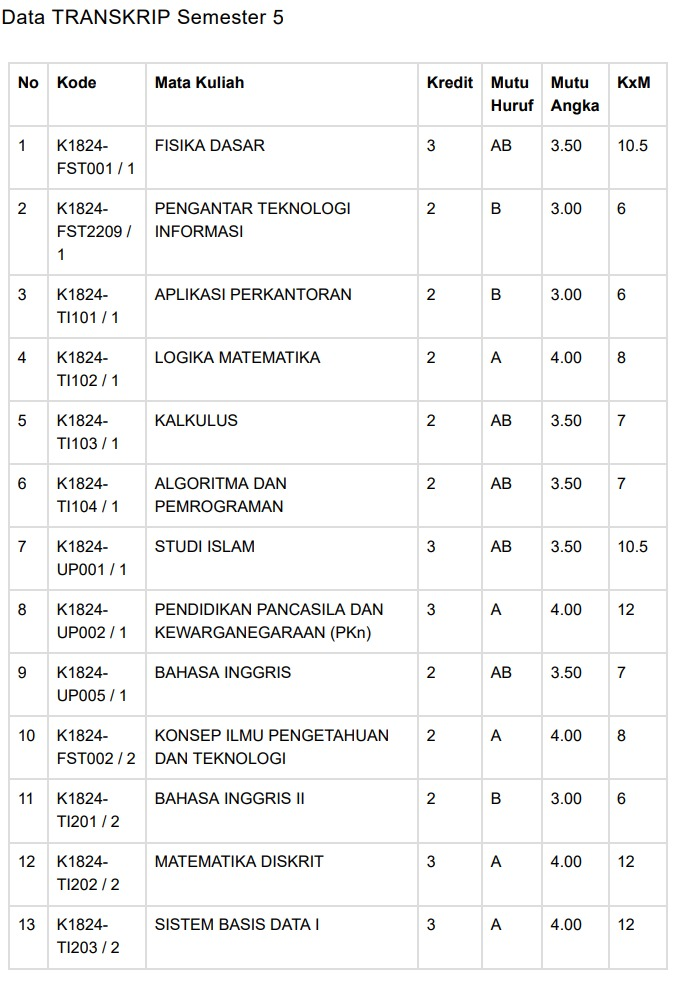 Data TRANSKRIP Semester 5
No Kode Mata Kuliah Kredit Mutu Mutu KxM
Huruf Angka
1 K1824- FISIKA DASAR 3 AB 3.50 10.5
FST001 / 1
2 K1824- PENGANTAR TEKNOLOGI 2 B 3.00 6
FST2209 / INFORMASI
1
3 K1824- APLIKASI PERKANTORAN 2 B 3.00 6
TI101 / 1
4 K1824- LOGIKA MATEMATIKA 2 A 4.00 8
TI102 / 1
5 K1824- KALKULUS 2 AB 3.50 7
TI103 / 1
6 K1824- ALGORITMA DAN 2 AB 3.50 7
TI104 / 1 PEMROGRAMAN
7 K1824- STUDI ISLAM 3 AB 3.50 10.5
UP001 / 1
8 K1824- PENDIDIKAN PANCASILA DAN 3 A 4.00 12
UP002 / 1 KEWARGANEGARAAN (PKn)
9 K1824- BAHASA INGGRIS 2 AB 3.50 7
UP005 / 1
10 K1824- KONSEP ILMU PENGETAHUAN 2 A 4.00 8
FST002 / 2 DAN TEKNOLOGI
11 K1824- BAHASA INGGRIS II 2 B 3.00 6
TI201 / 2
12 K1824- MATEMATIKA DISKRIT 3 A 4.00 12
TI202 / 2
13 K1824- SISTEM BASIS DATA I 3 A 4.00 12
TI203 / 2